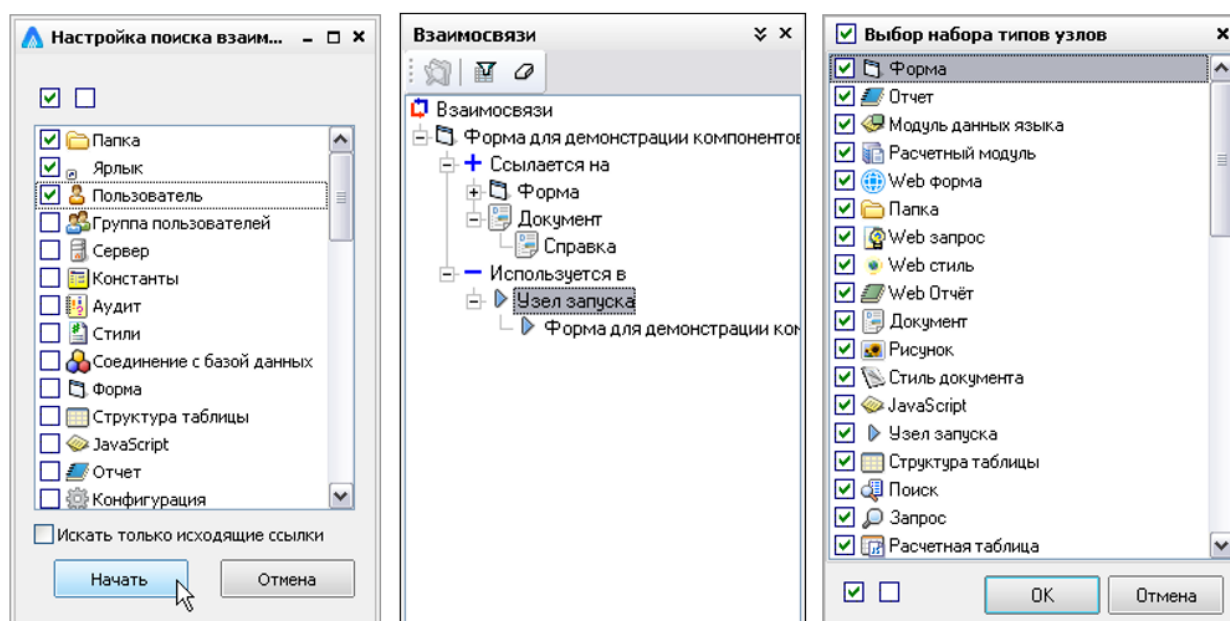 Настройка поиска взаим...
Папка
Ярлык
Пользователь
Группа пользователей
Сервер
Константы
Аудит
Стили
Соединение с базой данных
Форма
Структура таблицы
JavaScript
Отчет
Конфигурация
Искать только исходящие ссылки
Начать
Отмена
Взаимосвязи
Взаимосвязи
Форма для демонстрации компонентов
Ссылается на
Форма
Документ
Справка
Используется в
Узел запуска
Форма для демонстрации ком
Выбор набора типов узлов
Форма
Отчет
Модуль данных языка
Расчетный модуль
Web форма
Папка
Web запрос
Web стиль
Web Отчёт
Документ
Рисунок
Стиль документа
JavaScript
Узел запуска
Структура таблицы
Поиск
Запрос
Расчетная таблица
OK
Отмена